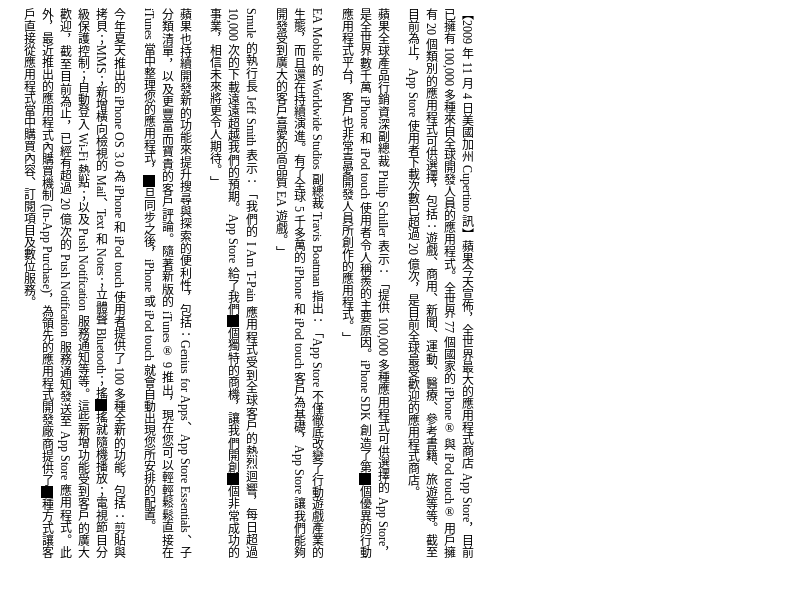 【2009 年 11 月 4 日美國加州 Cupertino 訊】蘋果今天宣佈，全世界最大的應用程式商店 App Store，目前
已擁有 100,000 多種來自全球開發人員的應用程式。全世界 77 個國家的 iPhone® 與 iPod touch® 用戶擁
有 20 個類別的應用程式可供選擇，包括：遊戲、商用、新聞、運動、醫療、參考書籍、旅遊等等。截至
目前為止，App Store 使用者下載次數已超過 20 億次，是目前全球最受歡迎的應用程式商店。
蘋果全球產品行銷資深副總裁 Philip Schiller 表示：「提供 100,000 多種應用程式可供選擇的 App Store，
是全世界數千萬 iPhone 和 iPod touch 使用者令人稱羨的主要原因。iPhone SDK 創造了第個優異的行動
應用程式平台，客戶也非常喜愛開發人員所創作的應用程式。」
EA Mobile 的 Worldwide Studios 副總裁 Travis Boatman 指出：「App Store 不僅徹底改變了行動遊戲產業的
生態，而且還在持續演進。有了全球 5 千多萬的 iPhone 和 iPod touch 客戶為基礎，App Store 讓我們能夠
開發受到廣大的客戶喜愛的高品質 EA 遊戲。」
Smule 的執行長 Jeff Smith 表示：「我們的 I Am T-Pain 應用程式受到全球客戶的熱烈迴響，每日超過
10,000 次的下載遠遠超越我們的預期。App Store 給了我們個獨特的商機，讓我們開創個非常成功的
事業，相信未來將更令人期待。」
蘋果也持續開發新的功能來提升搜尋與探索的便利性，包括：Genius for Apps、App Store Essentials、子
分類清單，以及更豐富而寶貴的客戶評論。隨著新版的 iTunes® 9 推出，現在您可以輕輕鬆鬆直接在
iTunes 當中整理您的應用程式，旦同步之後，iPhone 或 iPod touch 就會自動出現您所安排的配置。
今年夏天推出的 iPhone OS 3.0 為 iPhone 和 iPod touch 使用者提供了 100 多種全新的功能，包括：剪貼與
拷貝；MMS；新增橫向檢視的 Mail、Text 和 Notes；立體聲 Bluetooth；搖搖就隨機播放；電視節目分
級保護控制；自動登入 Wi-Fi 熱點；以及 Push Notification 服務通知等等。這些新增功能受到客戶的廣大
歡迎，截至目前為止，已經有超過 20 億次的 Push Notification 服務通知發送至 App Store 應用程式。此
外，最近推出的應用程式內購買機制 (In-App Purchase)，為領先的應用程式開發廠商提供了種方式讓客
戶直接從應用程式當中購買內容、訂閱項目及數位服務。